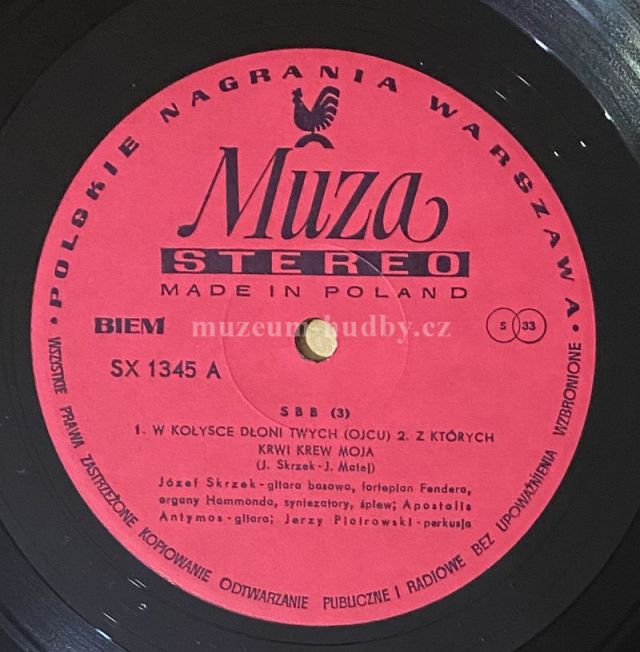 • POLSKIE NAGRANIA WARSZAWA •
Muza
STEREO
MADE IN POLAND
BIEM
S 33
muzeum-hudby.cz
SX 1345 A
SBB (3)
1. W KOŁYSCE DŁONI TWYCH (OJCU) 2. Z KTÓRYCH
KRWI KREW MOJA
(J. Skrzek-J. Matej)
Józef Skrzek-gitara basowa, fortepian Fendera,
organy Hammonda, syntezatory, śpiew; Apostolis
Antymos-gitara; Jerzy Piotrowski-perkusja
WSZYSTKIE PRAWA ZASTRZEŻONE KOPIOWANIE ODTWARZANIE PUBLICZNE I RADIOWE BEZ UPOWAŻNIENIA WZBRONIONE